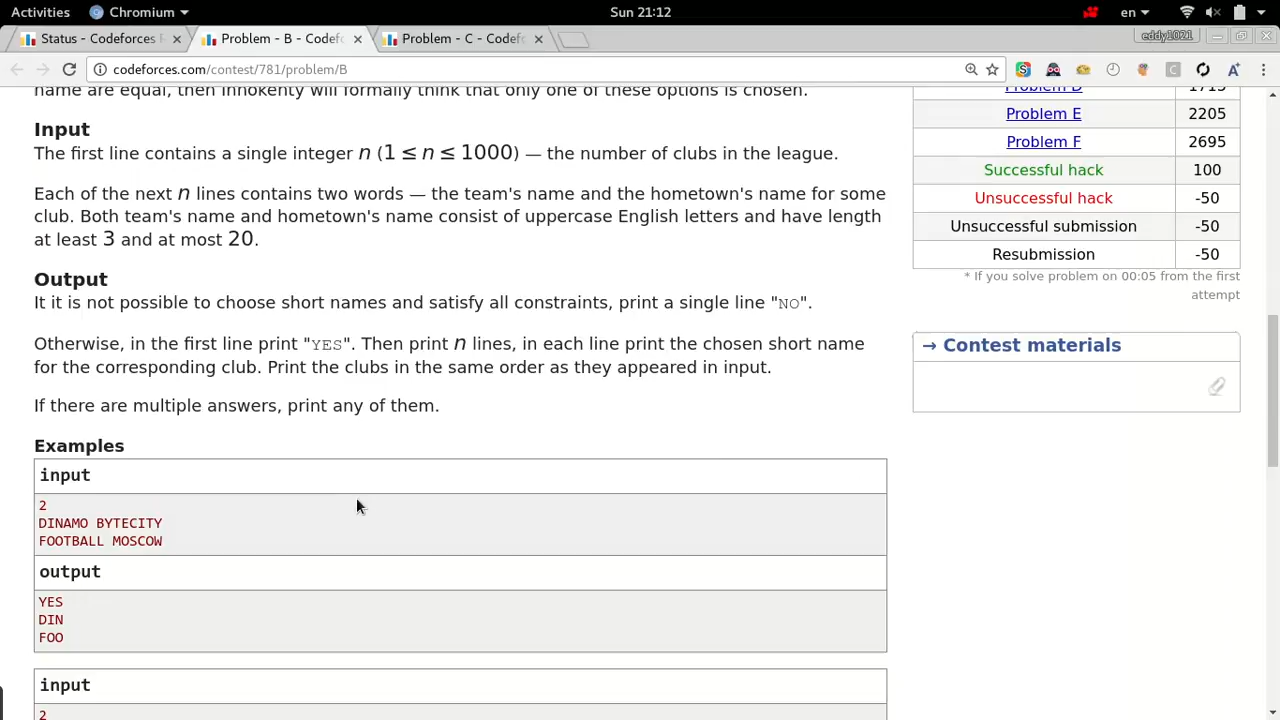 Activities Chromium Sun 21:12 en
Status - Codeforces Problem - B - Codef Problem - C - Codef eddy1021
codeforces.com/contest/781/problem/B
name are equal, then Innokenty will formally think that only one of these options is chosen.
Input
The first line contains a single integer n (1 ≤ n ≤ 1000) — the number of clubs in the league.
Each of the next n lines contains two words — the team's name and the hometown's name for some
club. Both team's name and hometown's name consist of uppercase English letters and have length
at least 3 and at most 20.
Output
It it is not possible to choose short names and satisfy all constraints, print a single line "NO".
Otherwise, in the first line print "YES". Then print n lines, in each line print the chosen short name
for the corresponding club. Print the clubs in the same order as they appeared in input.
If there are multiple answers, print any of them.
Examples
input
2
DINAMO BYTECITY
FOOTBALL MOSCOW
output
YES
DIN
FOO
input
2
Problem D 1715
Problem E 2205
Problem F 2695
Successful hack 100
Unsuccessful hack -50
Unsuccessful submission -50
Resubmission -50
* If you solve problem on 00:05 from the first
attempt
→ Contest materials